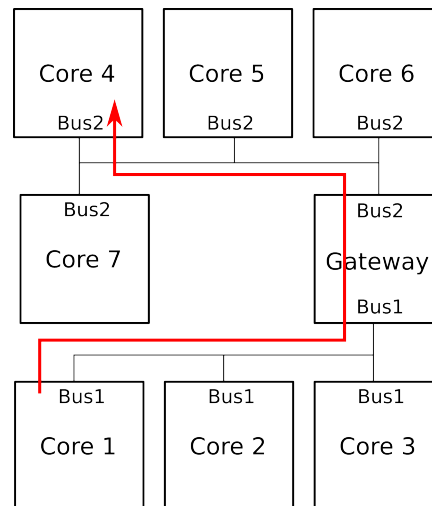 Core 4
Core 5
Core 6
Bus2
Bus2
Bus2
Bus2
Bus2
Core 7
Gateway
Bus1
Bus1
Bus1
Bus1
Core 1
Core 2
Core 3